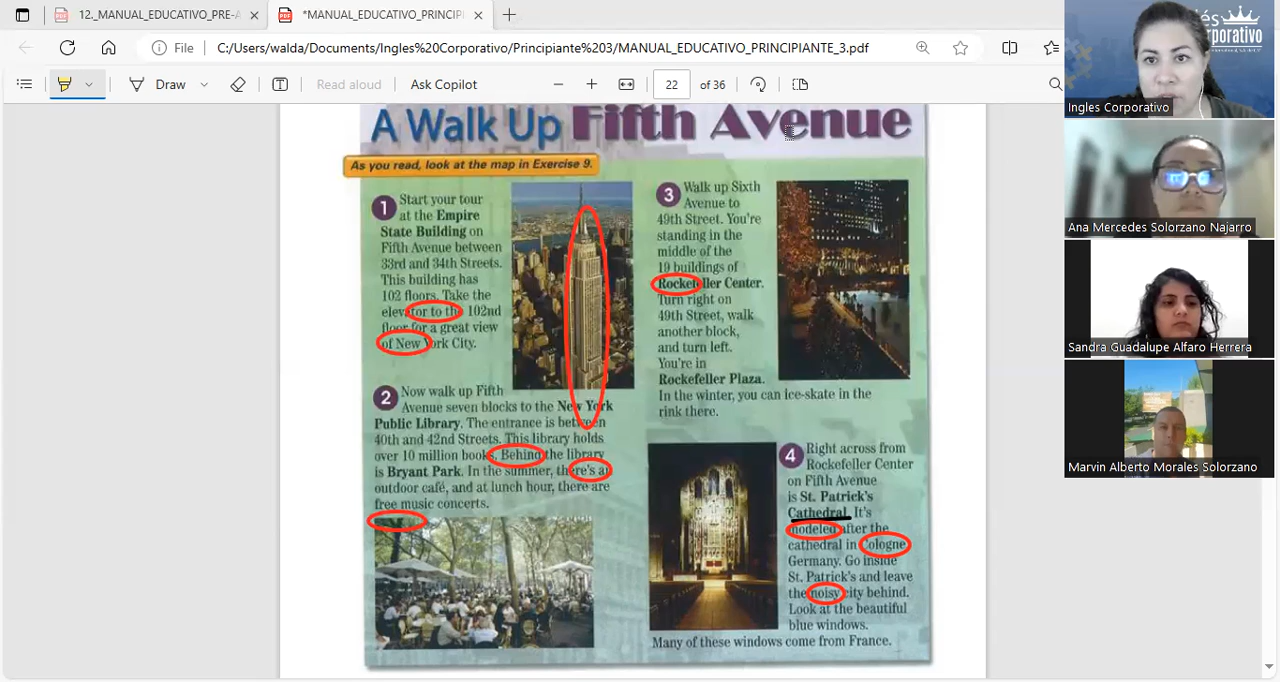 12._MANUAL_EDUCATIVO_PRE-A
*MANUAL_EDUCATIVO_PRINCIPI
File
C:/Users/walda/Documents/Ingles%20Corporativo/Principiante%203/MANUAL_EDUCATIVO_PRINCIPIANTE_3.pdf
Draw
Read aloud
Ask Copilot
22
of 36
A Walk Up Fifth Avenue
As you read, look at the map in Exercise 9.
1 Start your tour
at the Empire
State Building on
Fifth Avenue between
33rd and 34th Streets.
This building has
102 floors. Take the
elevator to the 102nd
floor for a great view
of New York City.
2 Now walk up Fifth
Avenue seven blocks to the New York
Public Library. The entrance is between
40th and 42nd Streets. This library holds
over 10 million books. Behind the library
is Bryant Park. In the summer, there's an
outdoor café, and at lunch hour, there are
free music concerts.
3 Walk up Sixth
Avenue to
49th Street. You're
standing in the
middle of the
19 buildings of
Rockefeller Center.
Turn right on
49th Street, walk
another block,
and turn left.
You're in
Rockefeller Plaza.
In the winter, you can ice-skate in the
rink there.
4 Right across from
Rockefeller Center
on Fifth Avenue
is St. Patrick's
Cathedral. It's
modeled after the
cathedral in Cologne
Germany. Go inside
St. Patrick's and leave
the noisy city behind.
Look at the beautiful
blue windows.
Many of these windows come from France.
Ingles Corporativo
Ana Mercedes Solorzano Najarro
Sandra Guadalupe Alfaro Herrera
Marvin Alberto Morales Solorzano